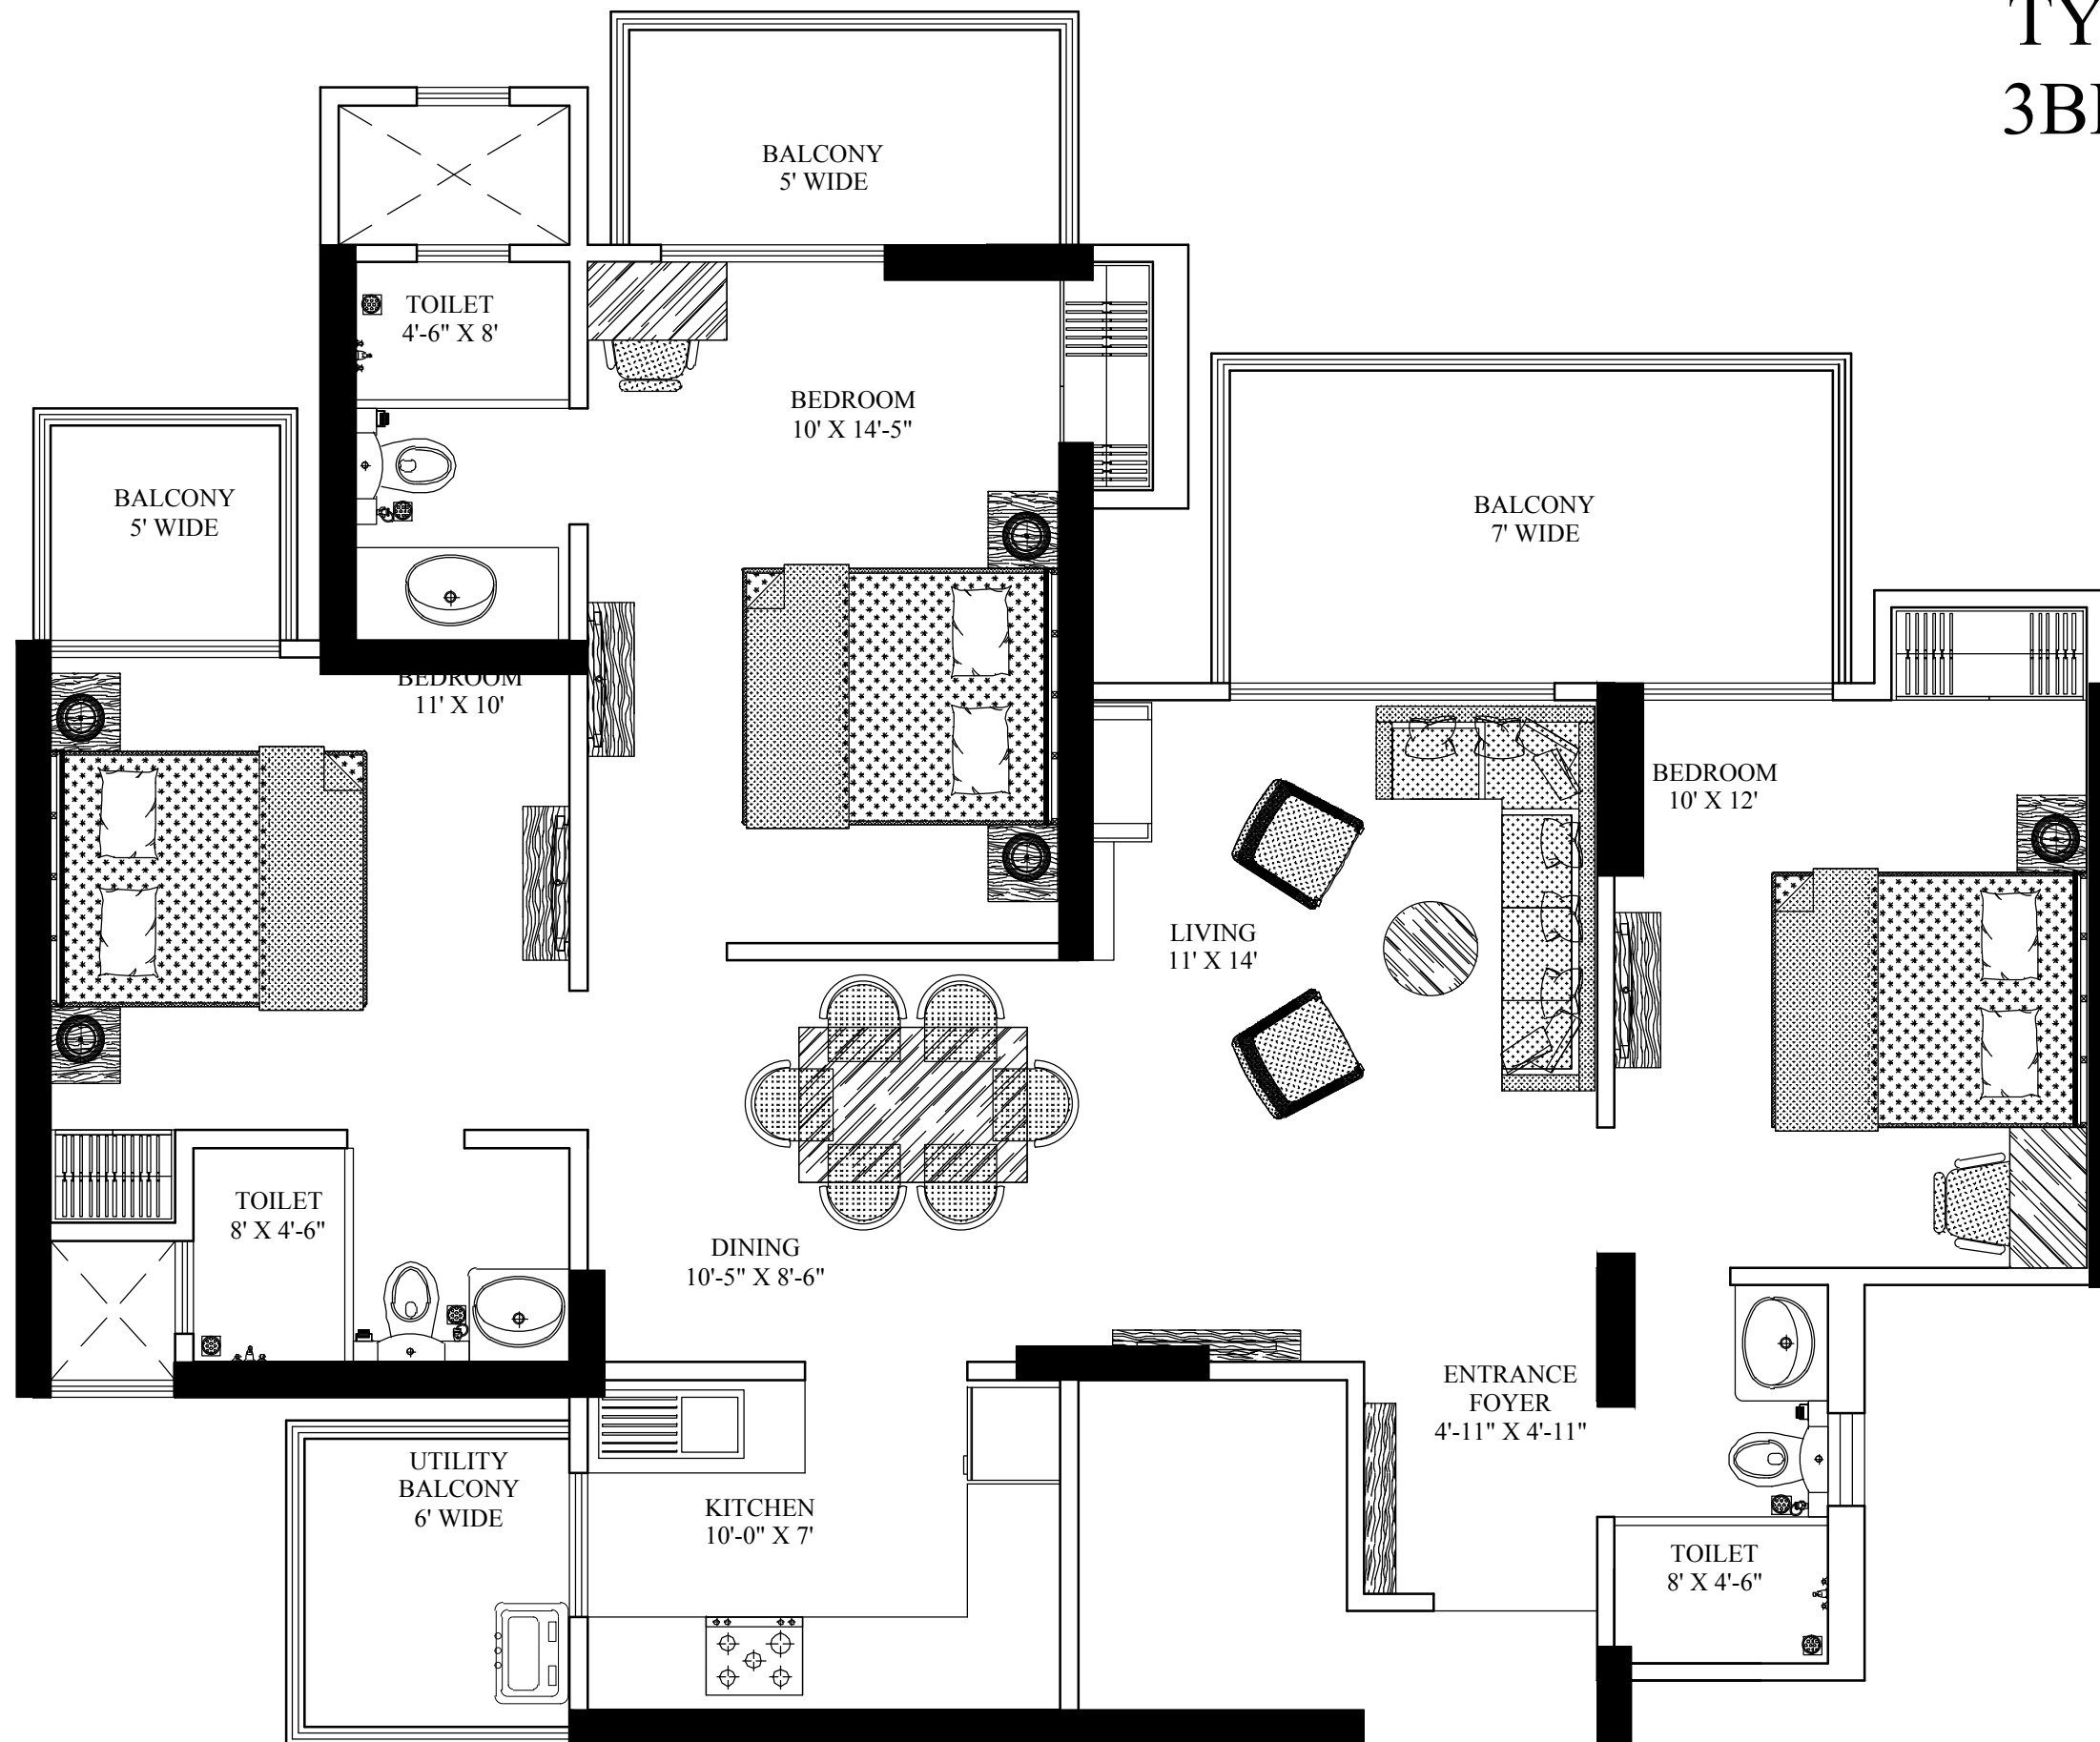 TY
3B
BALCONY
5' WIDE
TOILET
4'-6" X 8'
BEDROOM
10' X 14'-5"
BALCONY
5' WIDE
BALCONY
7' WIDE
BEDROOM
11' X 10'
BEDROOM
10' X 12'
LIVING
11' X 14'
TOILET
8' X 4'-6"
DINING
10'-5" X 8'-6"
ENTRANCE
FOYER
4'-11" X 4'-11"
UTILITY
BALCONY
6' WIDE
KITCHEN
10'-0" X 7'
TOILET
8' X 4'-6"